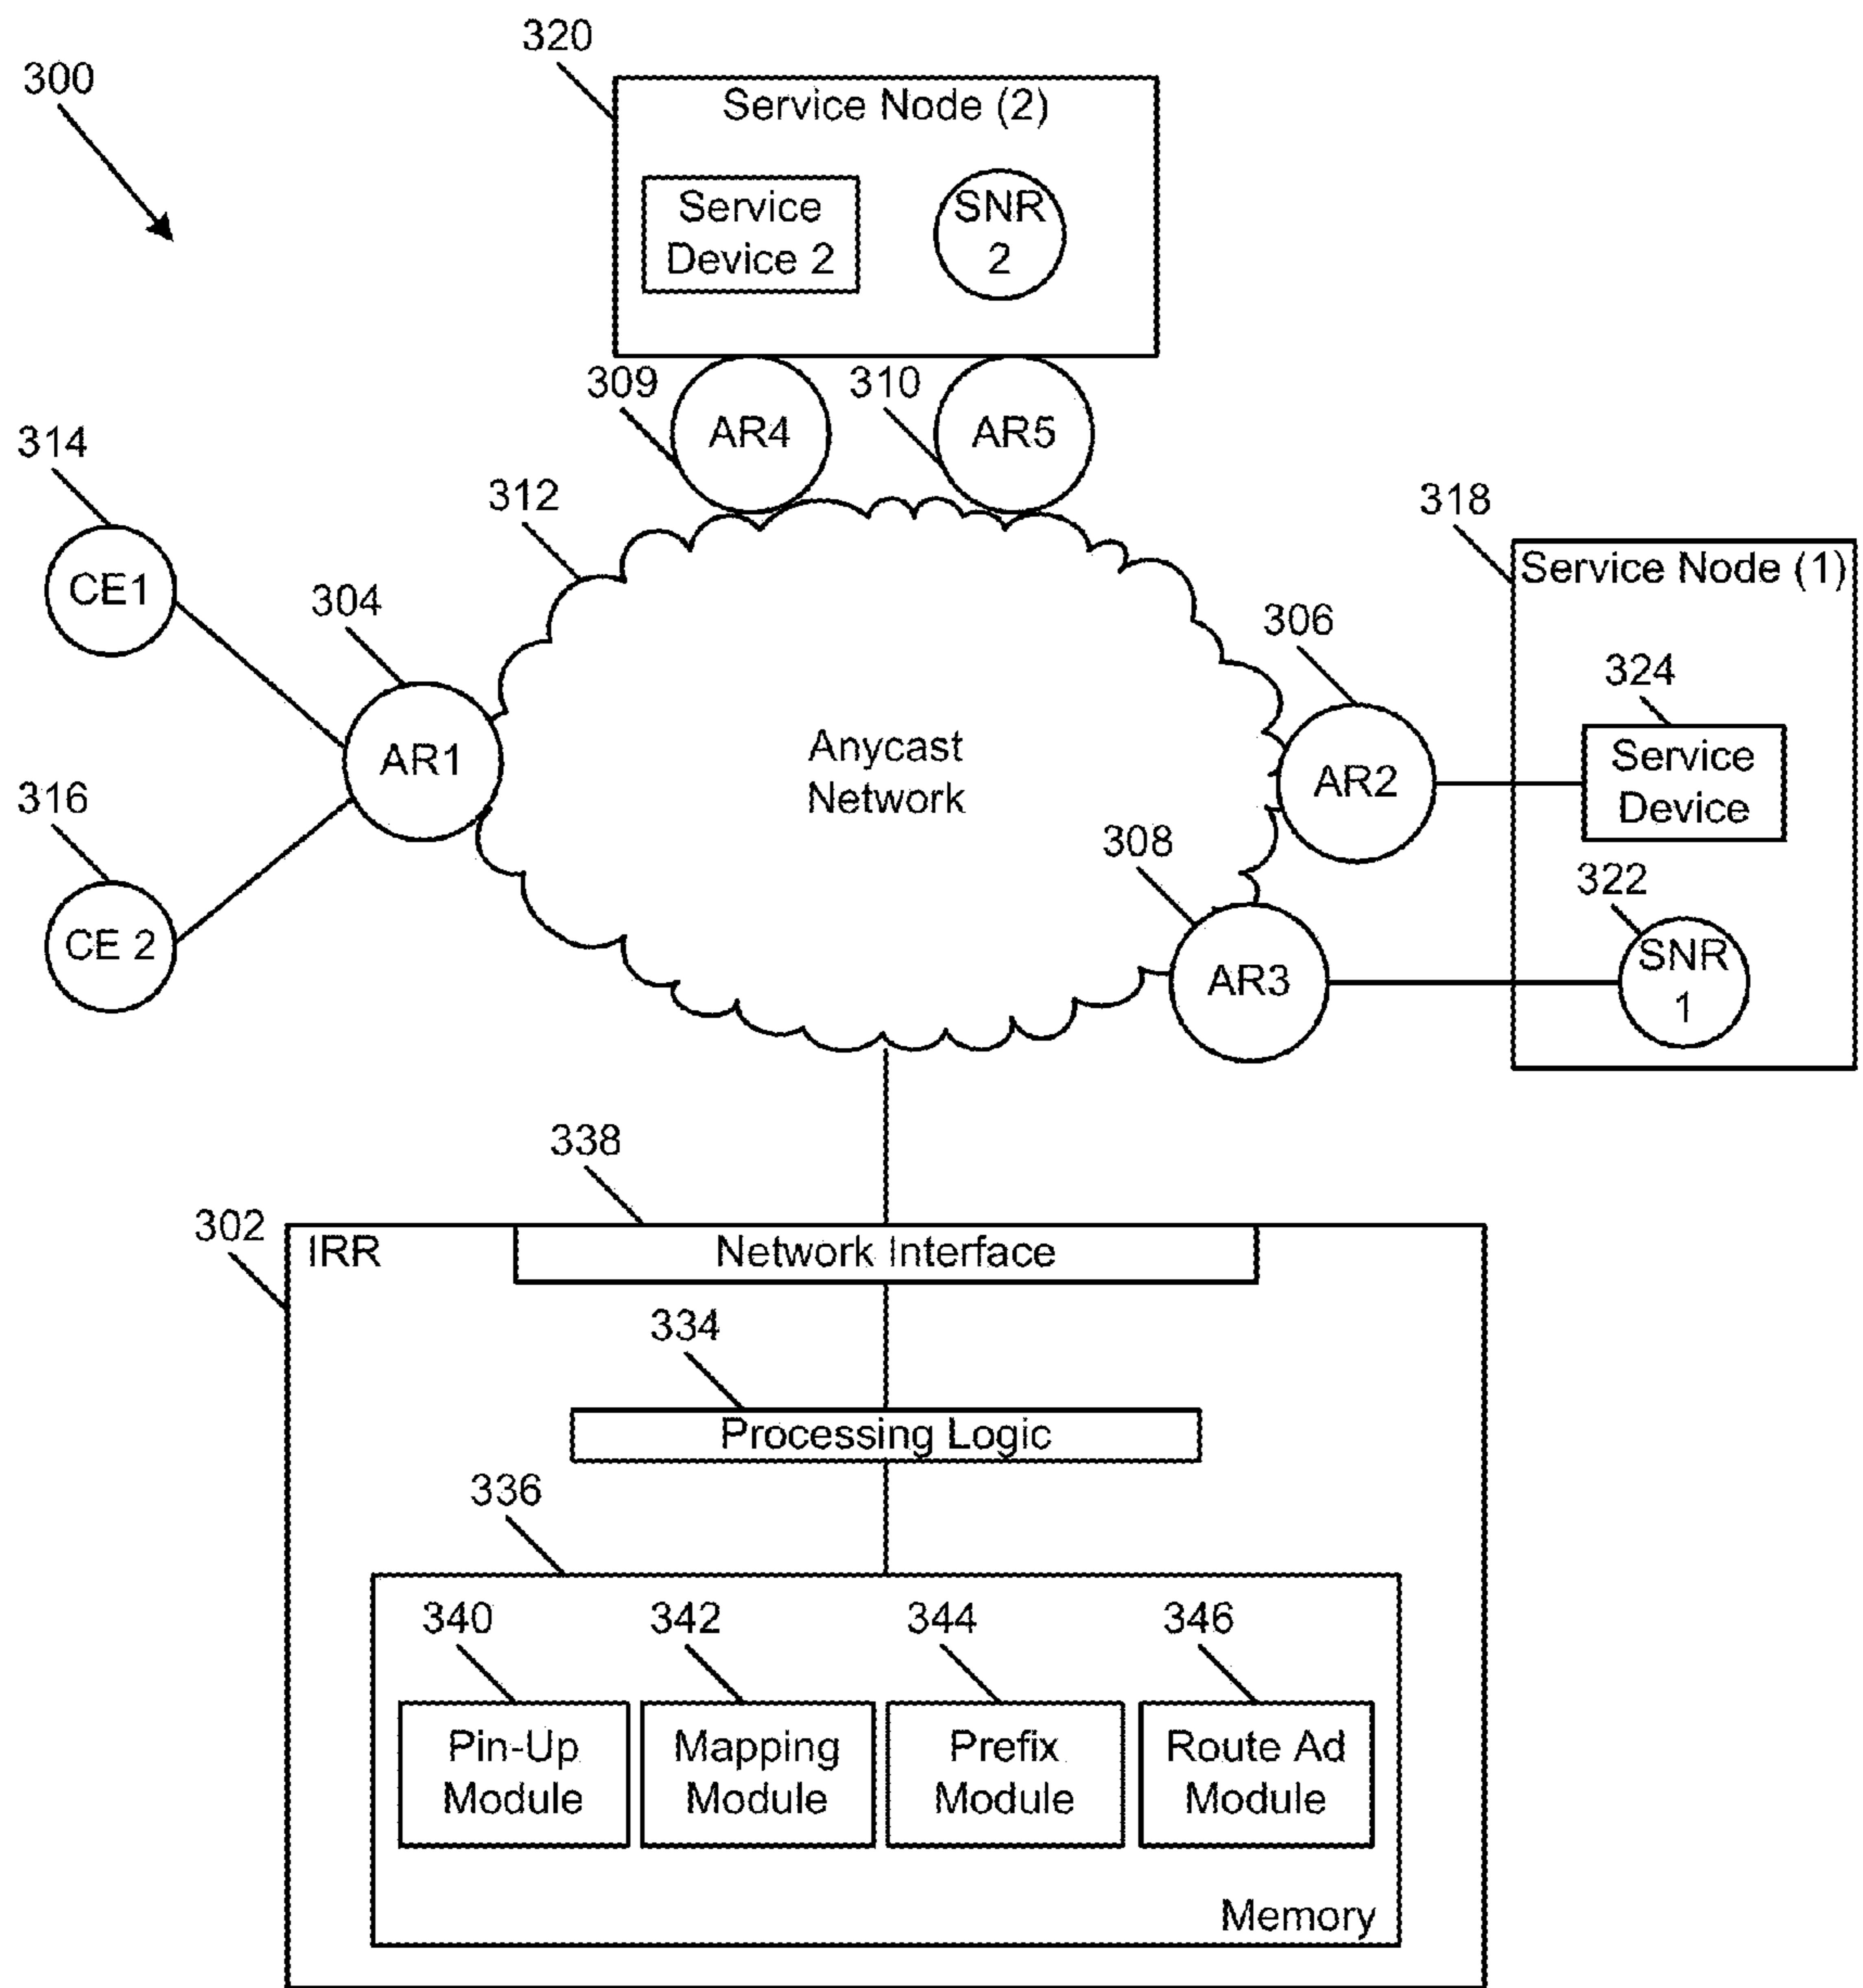 320
300
Service Node (2)
Service
Device 2
SNR
2
309
310
AR4
AR5
314
312
318
CE1
304
Service Node (1)
306
324
AR1
Anycast
Network
AR2
Service
Device
316
308
322
CE 2
AR3
SNR
1
338
302
IRR
Network Interface
334
Processing Logic
336
340
342
344
346
Pin-Up
Module
Mapping
Module
Prefix
Module
Route Ad
Module
Memory